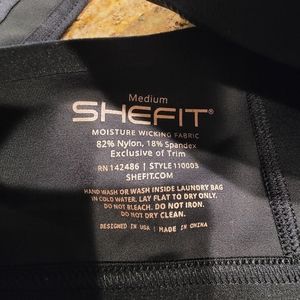 Medium
SHEFIT®
MOISTURE WICKING FABRIC
82% Nylon, 18% Spandex
Exclusive of Trim
RN 142486 | STYLE 110003
SHEFIT.COM
HAND WASH OR WASH INSIDE LAUNDRY BAG
IN COLD WATER. LAY FLAT TO DRY ONLY.
DO NOT BLEACH. DO NOT IRON.
DO NOT DRY CLEAN.
DESIGNED IN USA | MADE IN CHINA